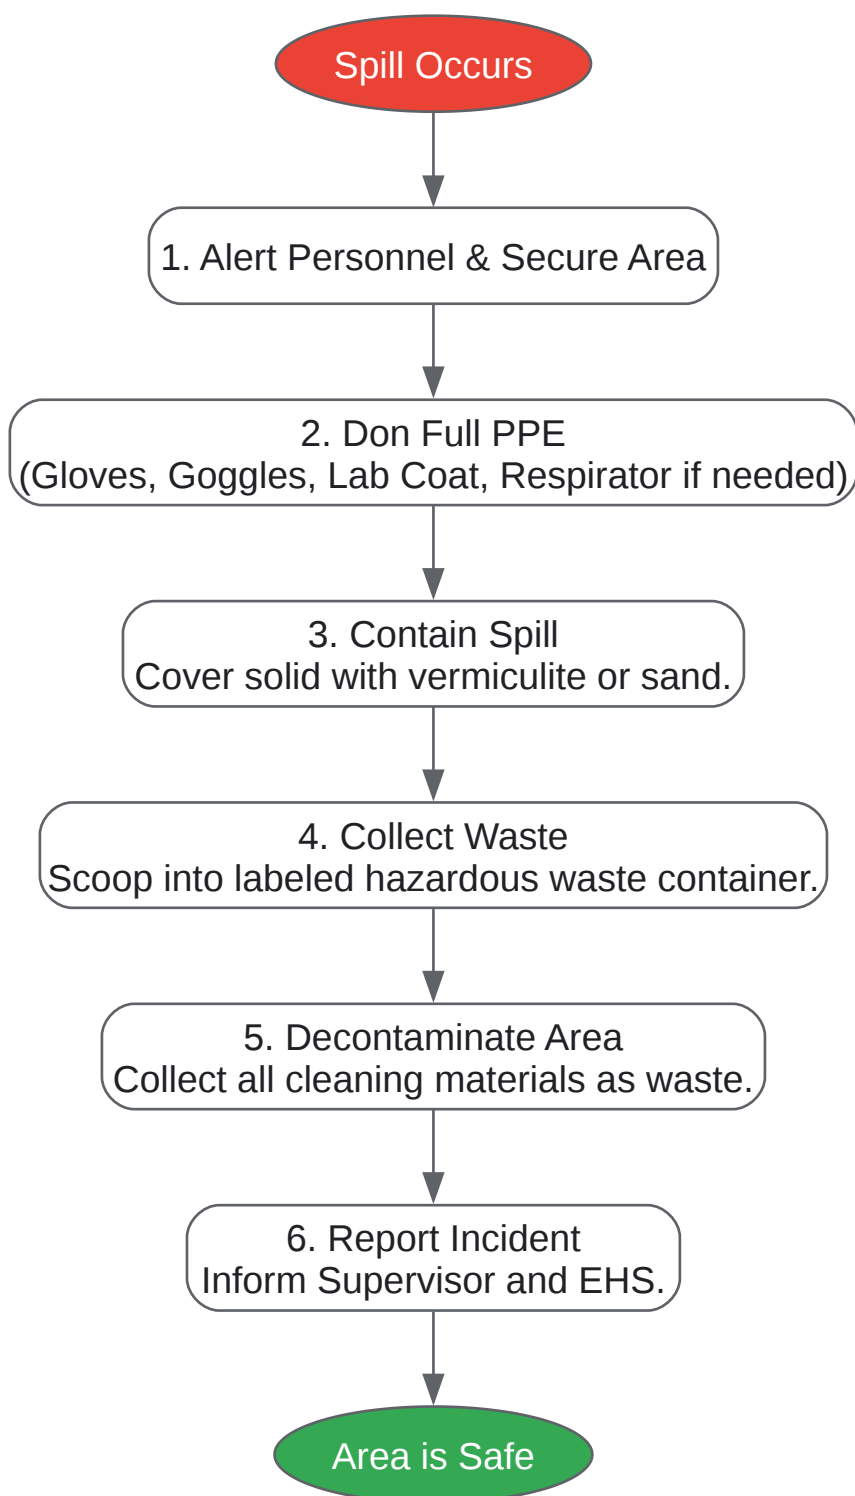 Spill Occurs
1. Alert Personnel & Secure Area
2. Don Full PPE
(Gloves, Goggles, Lab Coat, Respirator if needed)
3. Contain Spill
Cover solid with vermiculite or sand.
4. Collect Waste
Scoop into labeled hazardous waste container.
5. Decontaminate Area
Collect all cleaning materials as waste.
6. Report Incident
Inform Supervisor and EHS.
Area is Safe